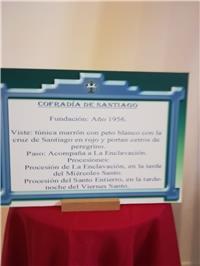 COFRADÍA DE SANTIAGO
Fundación: Año 1956.
Viste: túnica marrón con peto blanco con la
cruz de Santiago en rojo y portan cetros de
peregrino.
Paso: Acompaña a La Enclavación.
Procesiones:
Procesión de La Enclavación, en la tarde
del Miércoles Santo.
Procesión del Santo Entierro, en la tarde
noche del Viernes Santo.